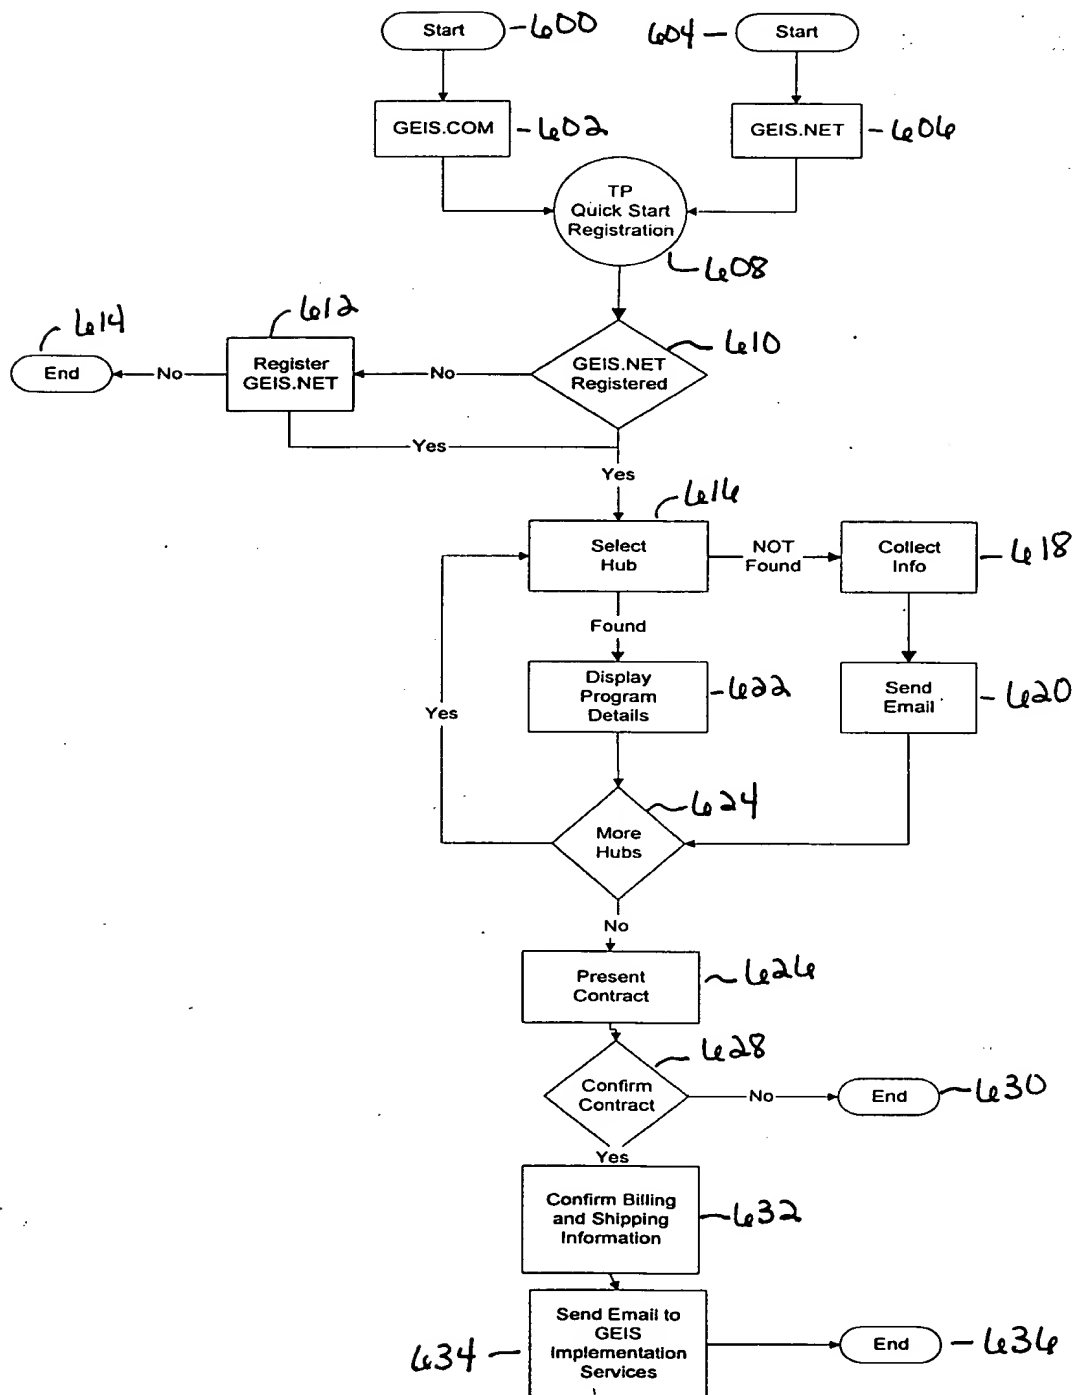 Start
600
604
Start
GEIS.COM
602
GEIS.NET
606
TP
Quick Start
Registration
608
614
612
610
End
No
Register
GEIS.NET
No
GEIS.NET
Registered
Yes
Yes
616
Select
Hub
NOT
Found
Collect
Info
618
Found
Yes
Display
Program
Details
622
Send
Email
620
624
More
Hubs
No
Present
Contract
626
628
Confirm
Contract
No
End
630
Yes
Confirm Billing
and Shipping
Information
632
Send Email to
GEIS
Implementation
Services
634
End
636